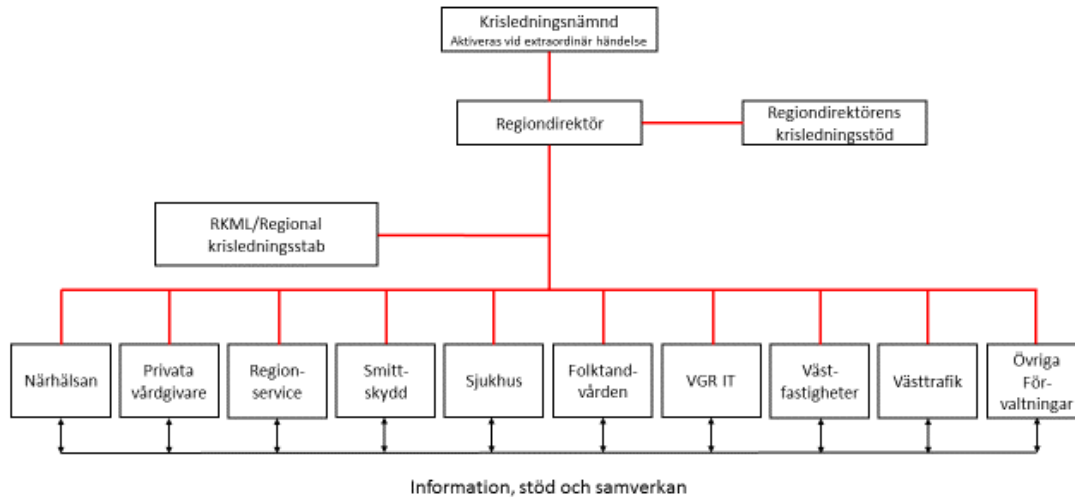 Krisledningsnämnd
Aktiveras vid extraordinär händelse
Regiondirektör
Regiondirektörens
krisledningsstöd
RKML/Regional
krisledningsstab
Närhälsan
Privata
vårdgivare
Region-
service
Smitt-
skydd
Sjukhus
Folktand-
vården
VGR IT
Väst-
fastigheter
Västtrafik
Övriga
För-
valtningar
Information, stöd och samverkan